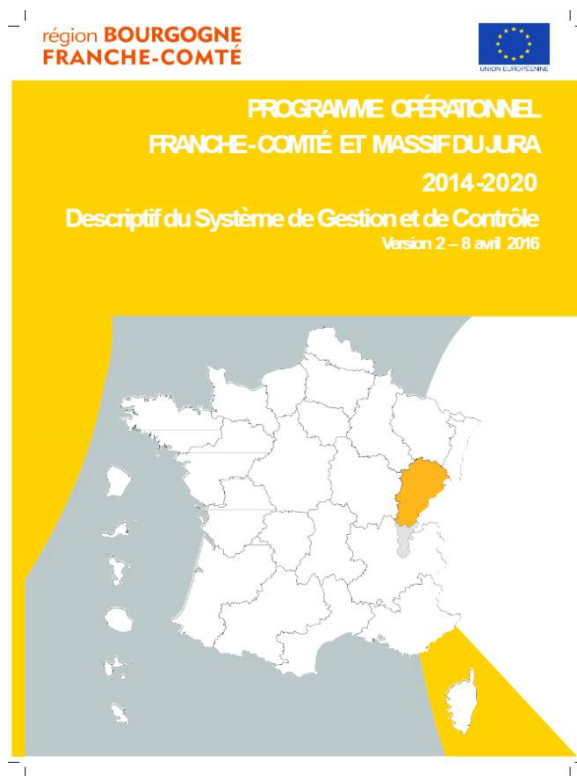 région BOURGOGNE
FRANCHE-COMTÉ
UNION EUROPÉENNE
PROGRAMME OPÉRATIONNEL
FRANCHE-COMTÉ ET MASSIF DU JURA
2014-2020
Descriptif du Système de Gestion et de Contrôle
Version 2 – 8 avril 2016